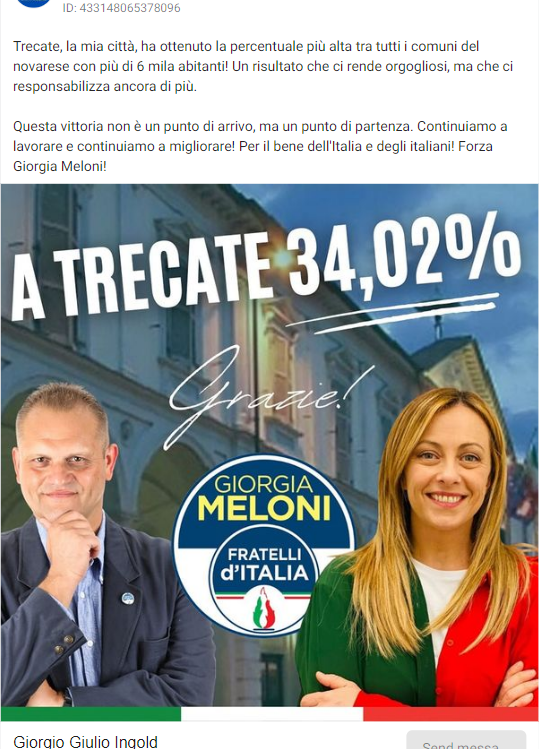 ID: 433148065378096
Trecate, la mia città, ha ottenuto la percentuale più alta tra tutti i comuni del
novarese con più di 6 mila abitanti! Un risultato che ci rende orgogliosi, ma che ci
responsabilizza ancora di più.
Questa vittoria non è un punto di arrivo, ma un punto di partenza. Continuiamo a
lavorare e continuiamo a migliorare! Per il bene dell'Italia e degli italiani! Forza
Giorgia Meloni!
A TRECATE 34,02%
Grazie!
GIORGIA
MELONI
FRATELLI
d'ITALIA
Giorgio Giulio Ingold
Send messa